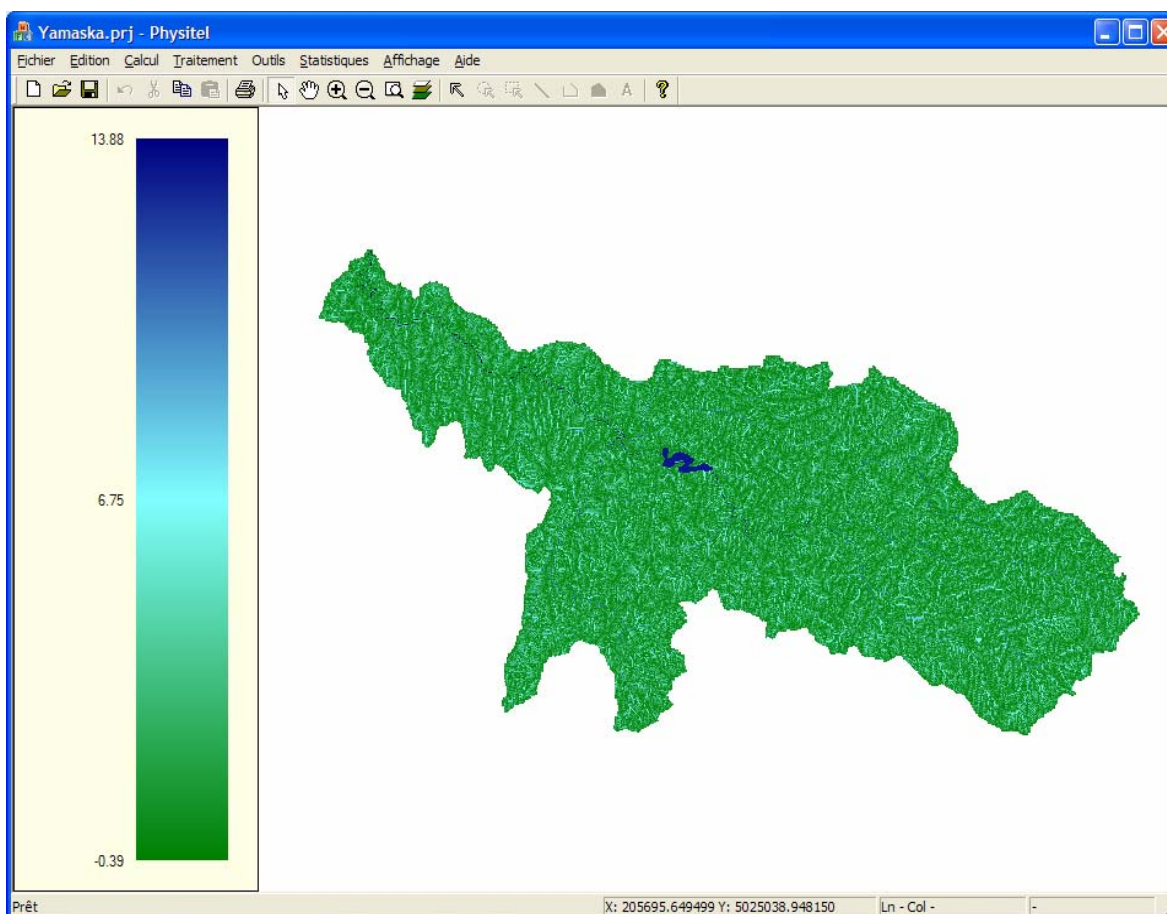 Yamaska.prj - Physitel
Fichier Edition Calcul Traitement Outils Statistiques Affichage Aide
A ?
13.88
6.75
-0.39
Prêt X: 205695.649499 Y: 5025038.948150 Ln - Col - -